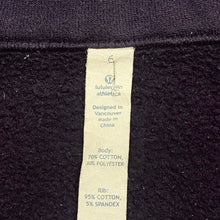 6
lululemon
athletica
Designed in
Vancouver
made in
China
Body:
70% COTTON,
30% POLYESTER
Rib:
95% COTTON,
5% SPANDEX